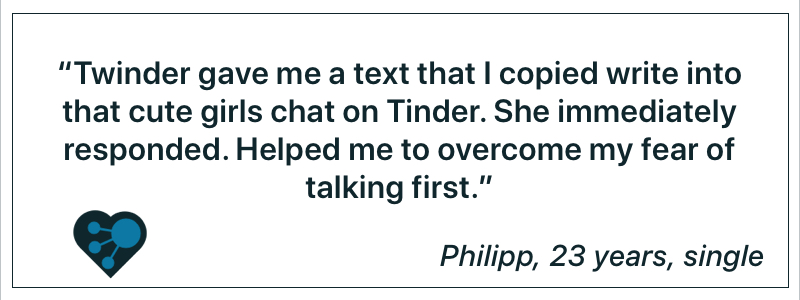 “Twinder gave me a text that I copied write into
that cute girls chat on Tinder. She immediately
responded. Helped me to overcome my fear of
talking first.”
Philipp, 23 years, single